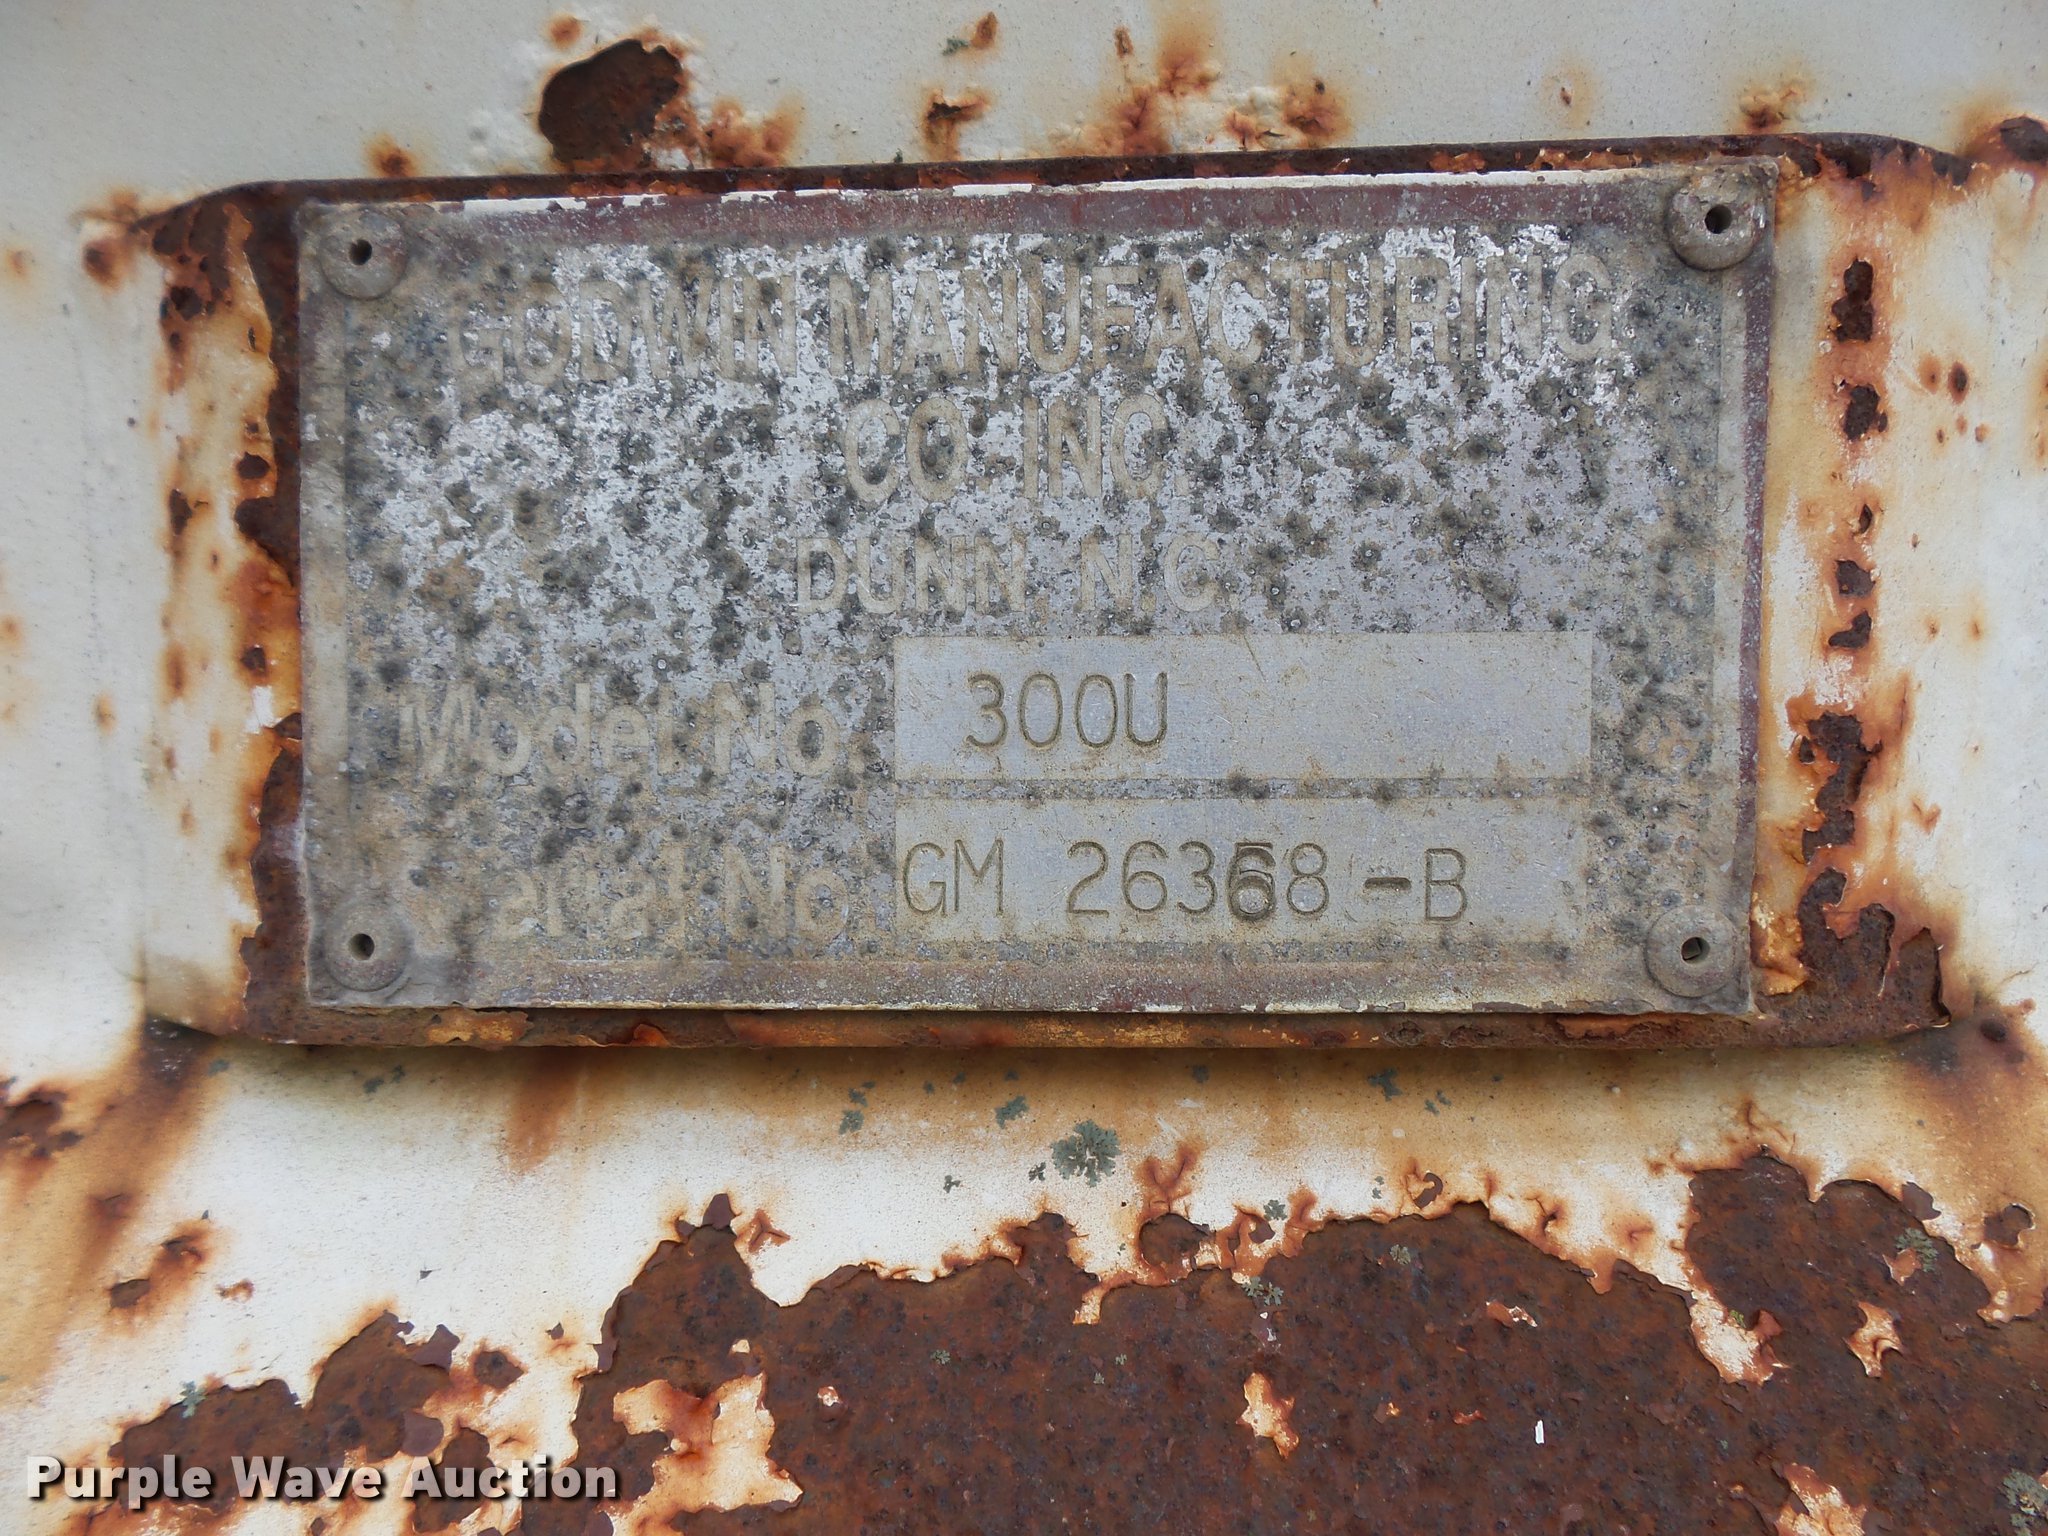 GODWIN MANUFACTURING
CO. INC.
DUNN N.C.
Model No. 300U
Serial No. GM 26368-B
Purple Wave Auction